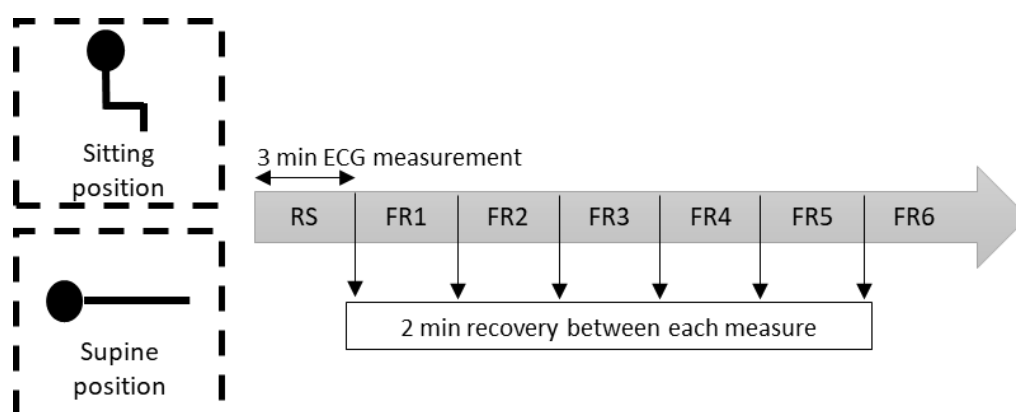 Sitting
position
3 min ECG measurement
RS FR1 FR2 FR3 FR4 FR5 FR6
2 min recovery between each measure
Supine
position